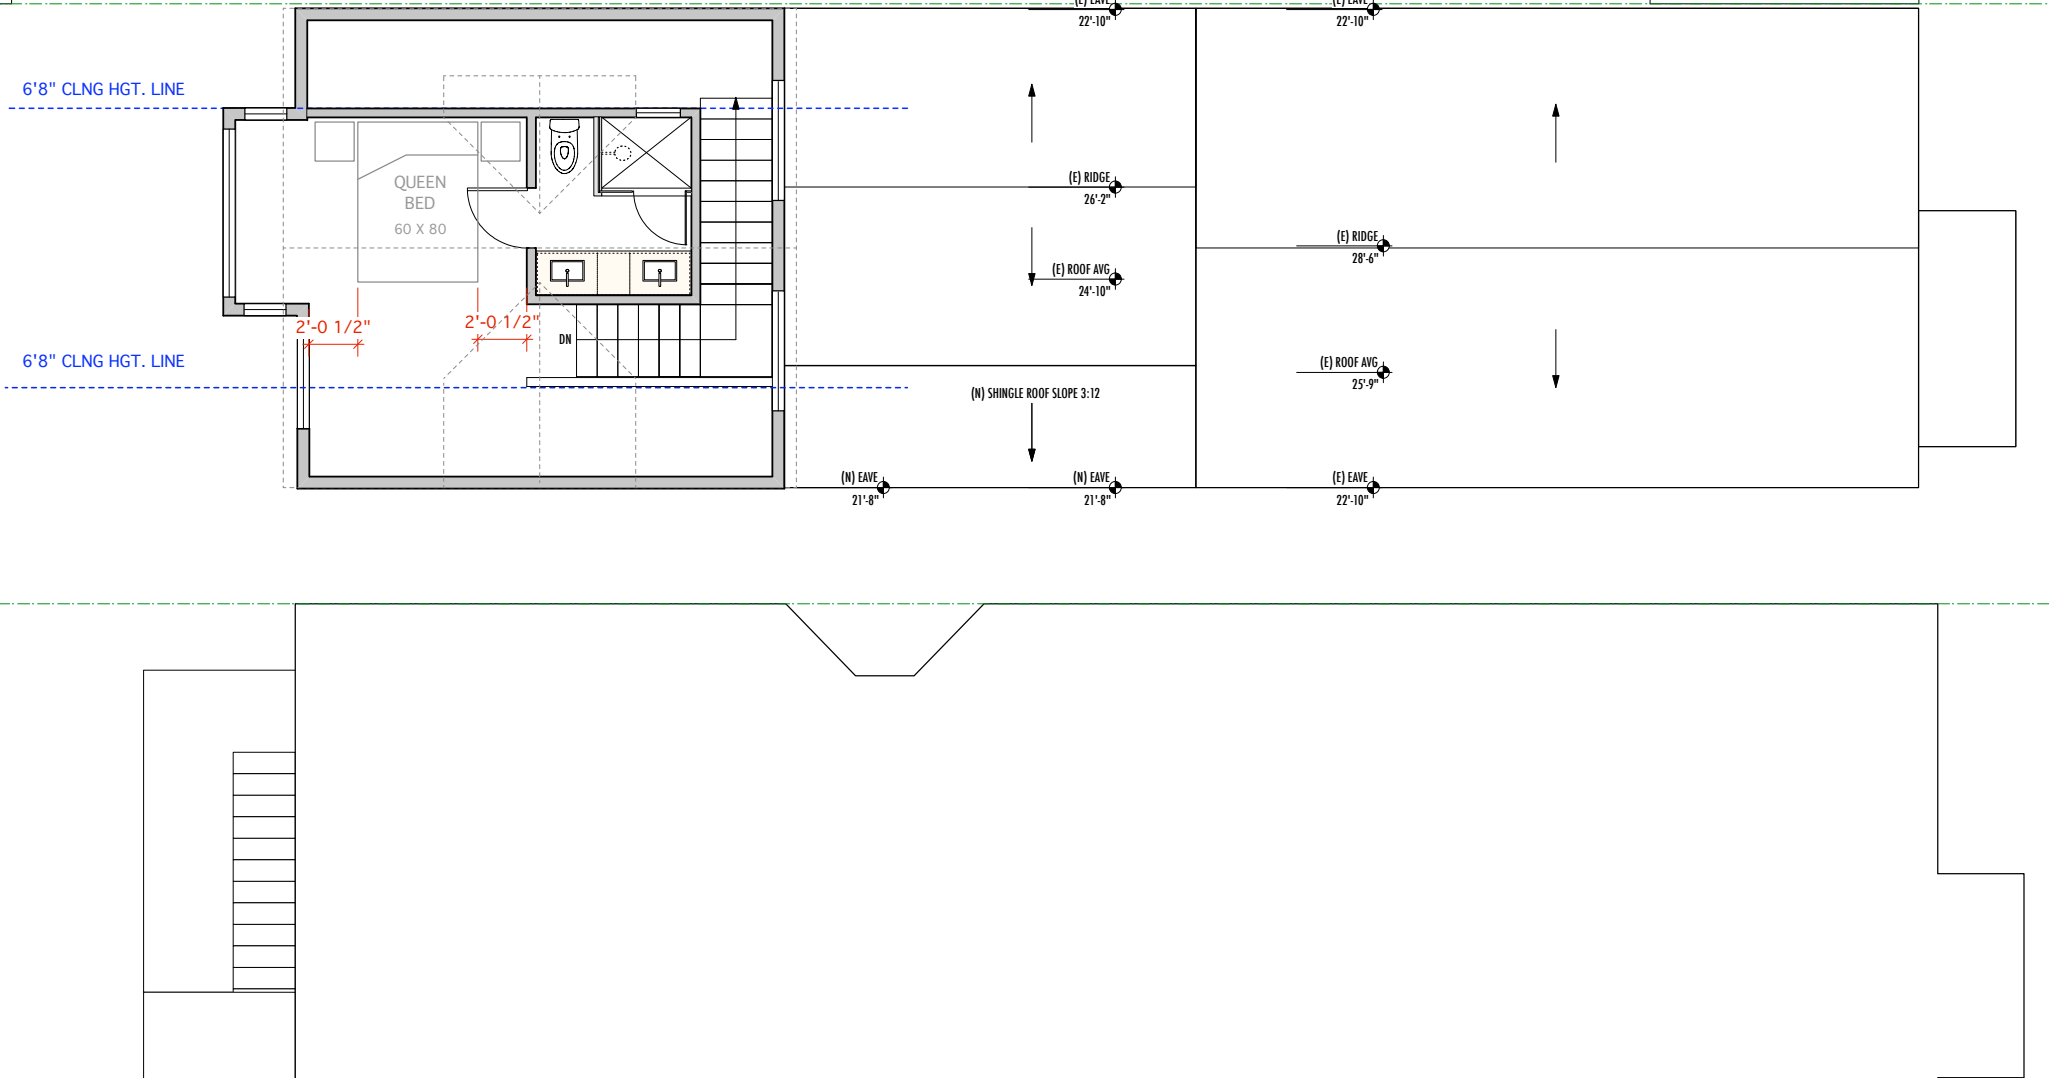 (E) EAVE
22'-10"
(E) EAVE
22'-10"
6'8" CLNG HGT. LINE
QUEEN
BED
60 X 80
(E) RIDGE
26'-2"
(E) RIDGE
28'-6"
(E) ROOF AVG
24'-10"
2'-0 1/2"
2'-0 1/2"
DN
6'8" CLNG HGT. LINE
(E) ROOF AVG
25'-9"
(N) SHINGLE ROOF SLOPE 3:12
(N) EAVE
21'-8"
(N) EAVE
21'-8"
(E) EAVE
22'-10"